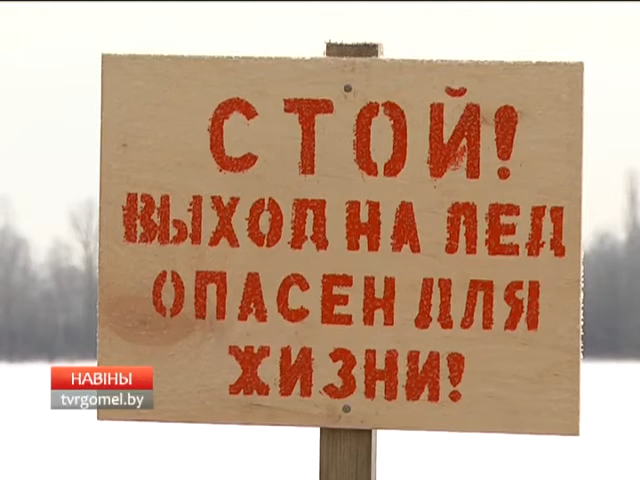 СТОЙ!
ВЫХОД НА ЛЕД
ОПАСЕН ДЛЯ
ЖИЗНИ!
НАВІНЫ
tvrgomel.by